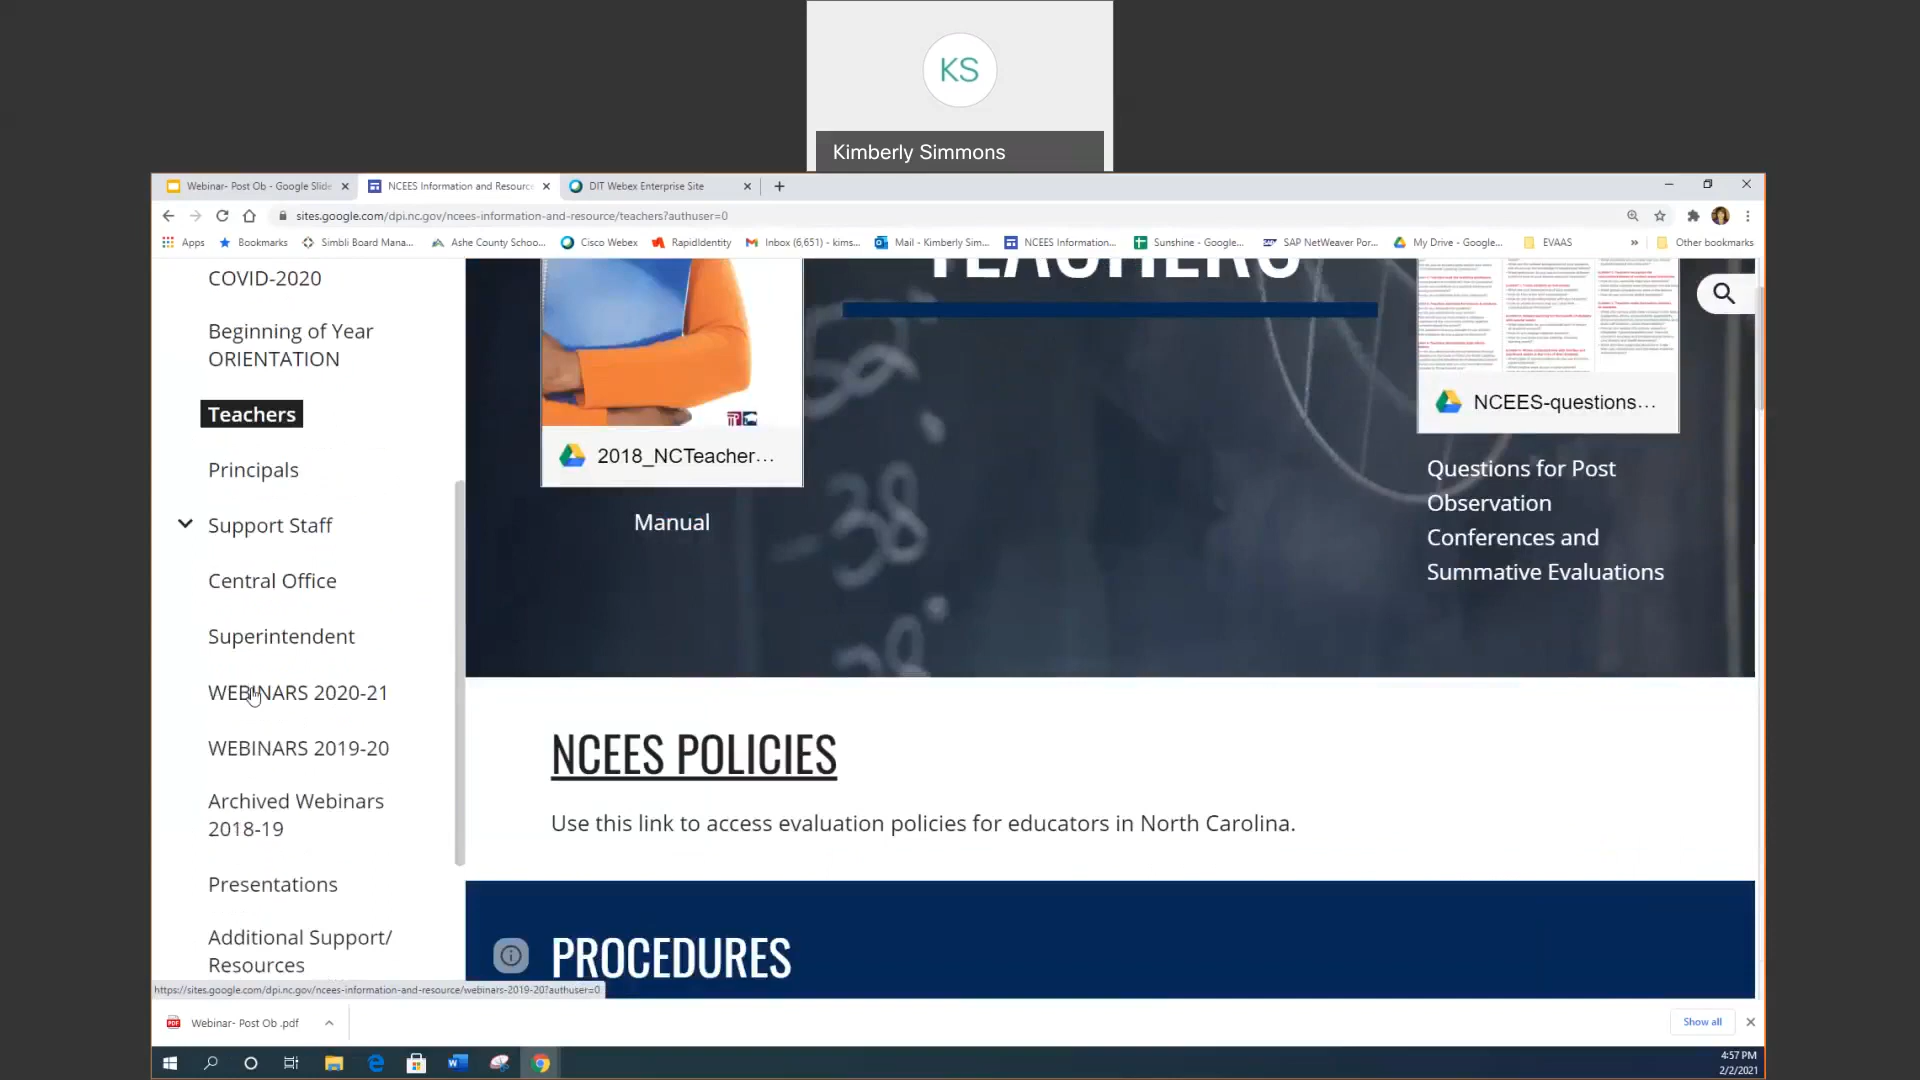 KS
Kimberly Simmons
Webinar- Post Ob - Google Slide
NCEES Information and Resourc
DIT Webex Enterprise Site
sites.google.com/dpi.nc.gov/ncees-information-and-resource/teachers?authuser=0
Apps
Bookmarks
Simbli Board Mana...
Ashe County Schoo...
Cisco Webex
RapidIdentity
Inbox (6,651) - kims...
Mail - Kimberly Sim...
NCEES Information...
Sunshine - Google...
SAP NetWeaver Por...
My Drive - Google...
EVAAS
»
Other bookmarks
COVID-2020
Beginning of Year
ORIENTATION
Teachers
Principals
Support Staff
Central Office
Superintendent
WEBINARS 2020-21
WEBINARS 2019-20
Archived Webinars
2018-19
Presentations
Additional Support/
Resources
TEACHERS
2018_NCTeacher...
Manual
NCEES-questions...
Questions for Post
Observation
Conferences and
Summative Evaluations
-38
NCEES POLICIES
Use this link to access evaluation policies for educators in North Carolina.
PROCEDURES
https://sites.google.com/dpi.nc.gov/ncees-information-and-resource/webinars-2019-20?authuser=0
Webinar- Post Ob .pdf
Show all
4:57 PM
2/2/2021